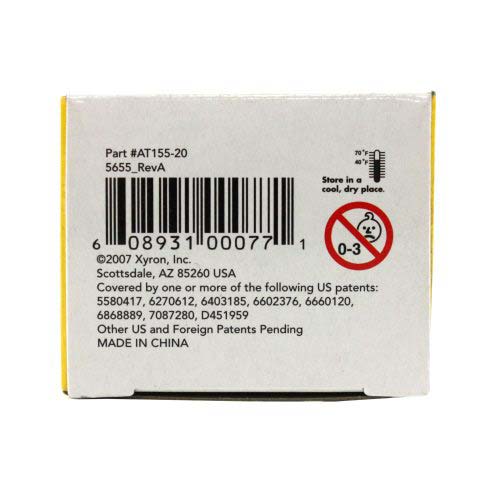 Part #AT155-20
5655_RevA
70 °F
40 °F
Store in a
cool, dry place.
6 08931 00077 1
0-3
©2007 Xyron, Inc.
Scottsdale, AZ 85260 USA
Covered by one or more of the following US patents:
5580417, 6270612, 6403185, 6602376, 6660120,
6868889, 7087280, D451959
Other US and Foreign Patents Pending
MADE IN CHINA